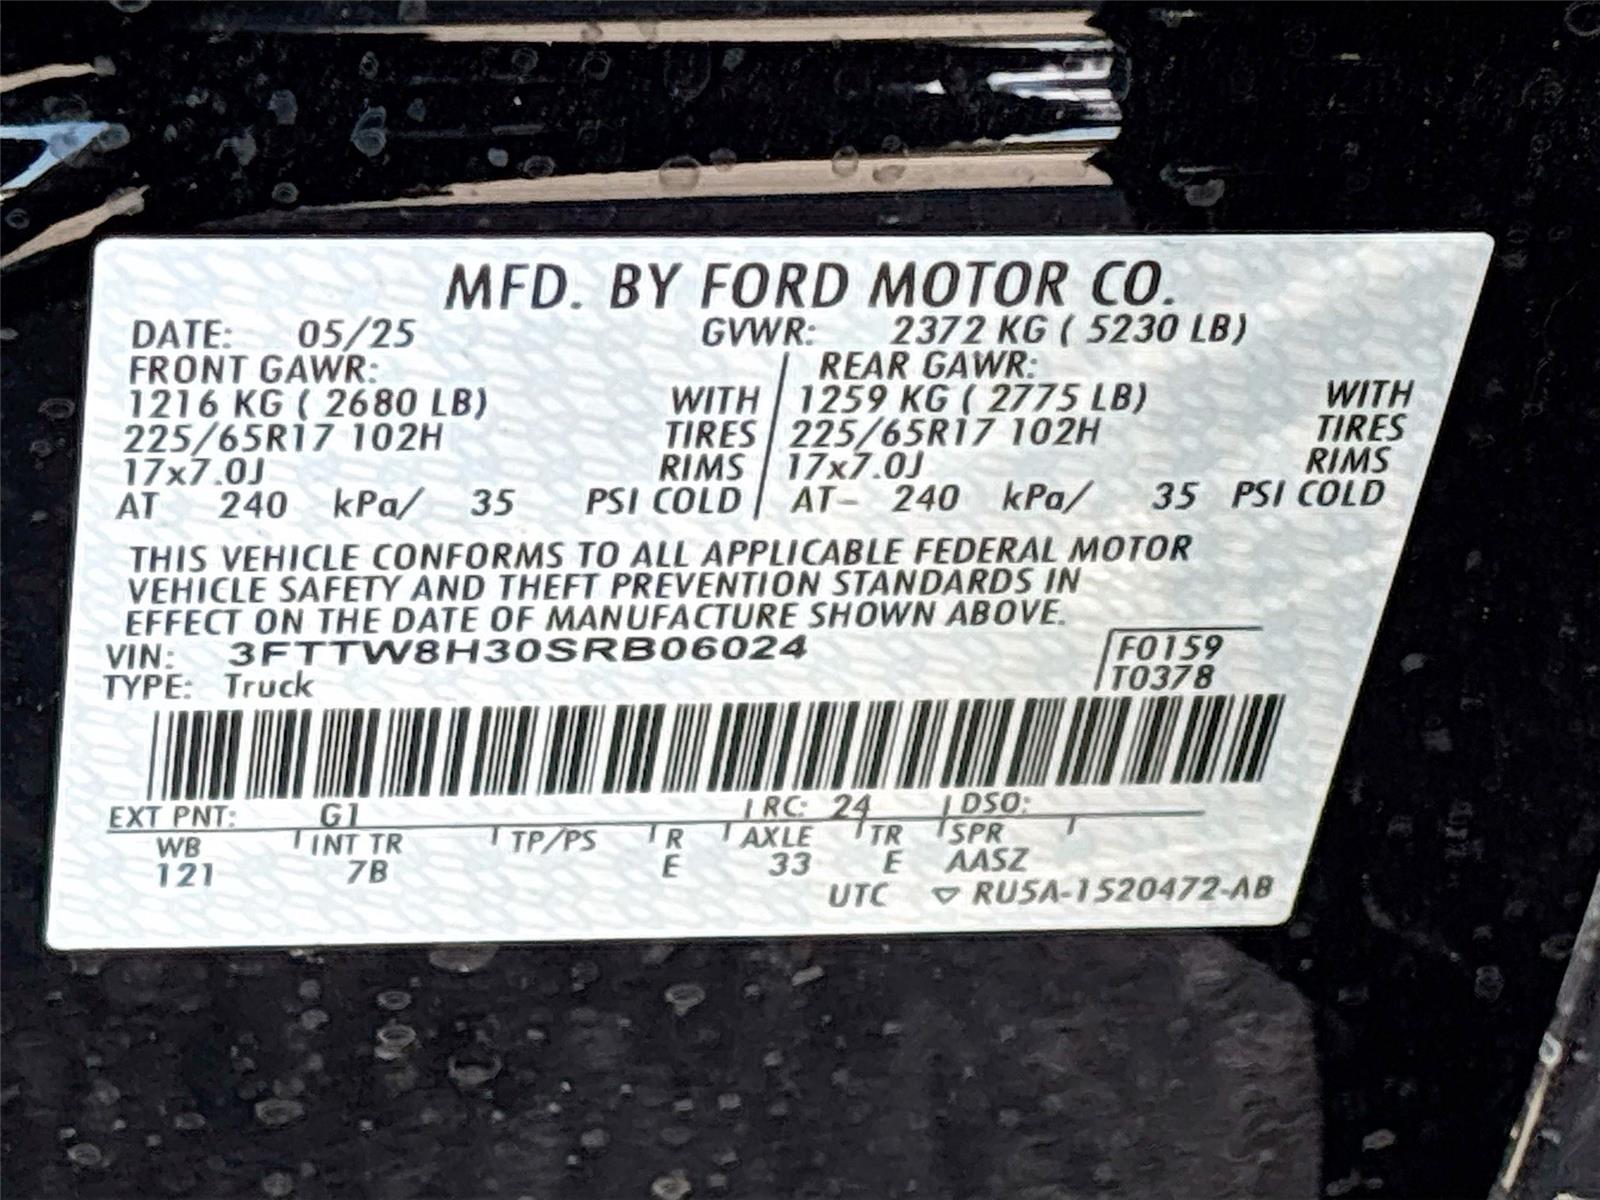 MFD. BY FORD MOTOR CO.
DATE: 05/25 GVWR: 2372 KG ( 5230 LB)
FRONT GAWR: REAR GAWR:
1216 KG ( 2680 LB) WITH 1259 KG ( 2775 LB) WITH
225/65R17 102H TIRES 225/65R17 102H TIRES
17x7.0J RIMS 17x7.0J RIMS
AT 240 kPa/ 35 PSI COLD AT- 240 kPa/ 35 PSI COLD
THIS VEHICLE CONFORMS TO ALL APPLICABLE FEDERAL MOTOR
VEHICLE SAFETY AND THEFT PREVENTION STANDARDS IN
EFFECT ON THE DATE OF MANUFACTURE SHOWN ABOVE.
VIN: 3FTTW8H30SRB06024 F0159
TYPE: Truck T0378
EXT PNT: G1 RC: 24 DSO:
WB INT TR TP/PS R AXLE TR SPR
121 7B E 33 E AASZ
UTC ▽ RU5A-1520472-AB